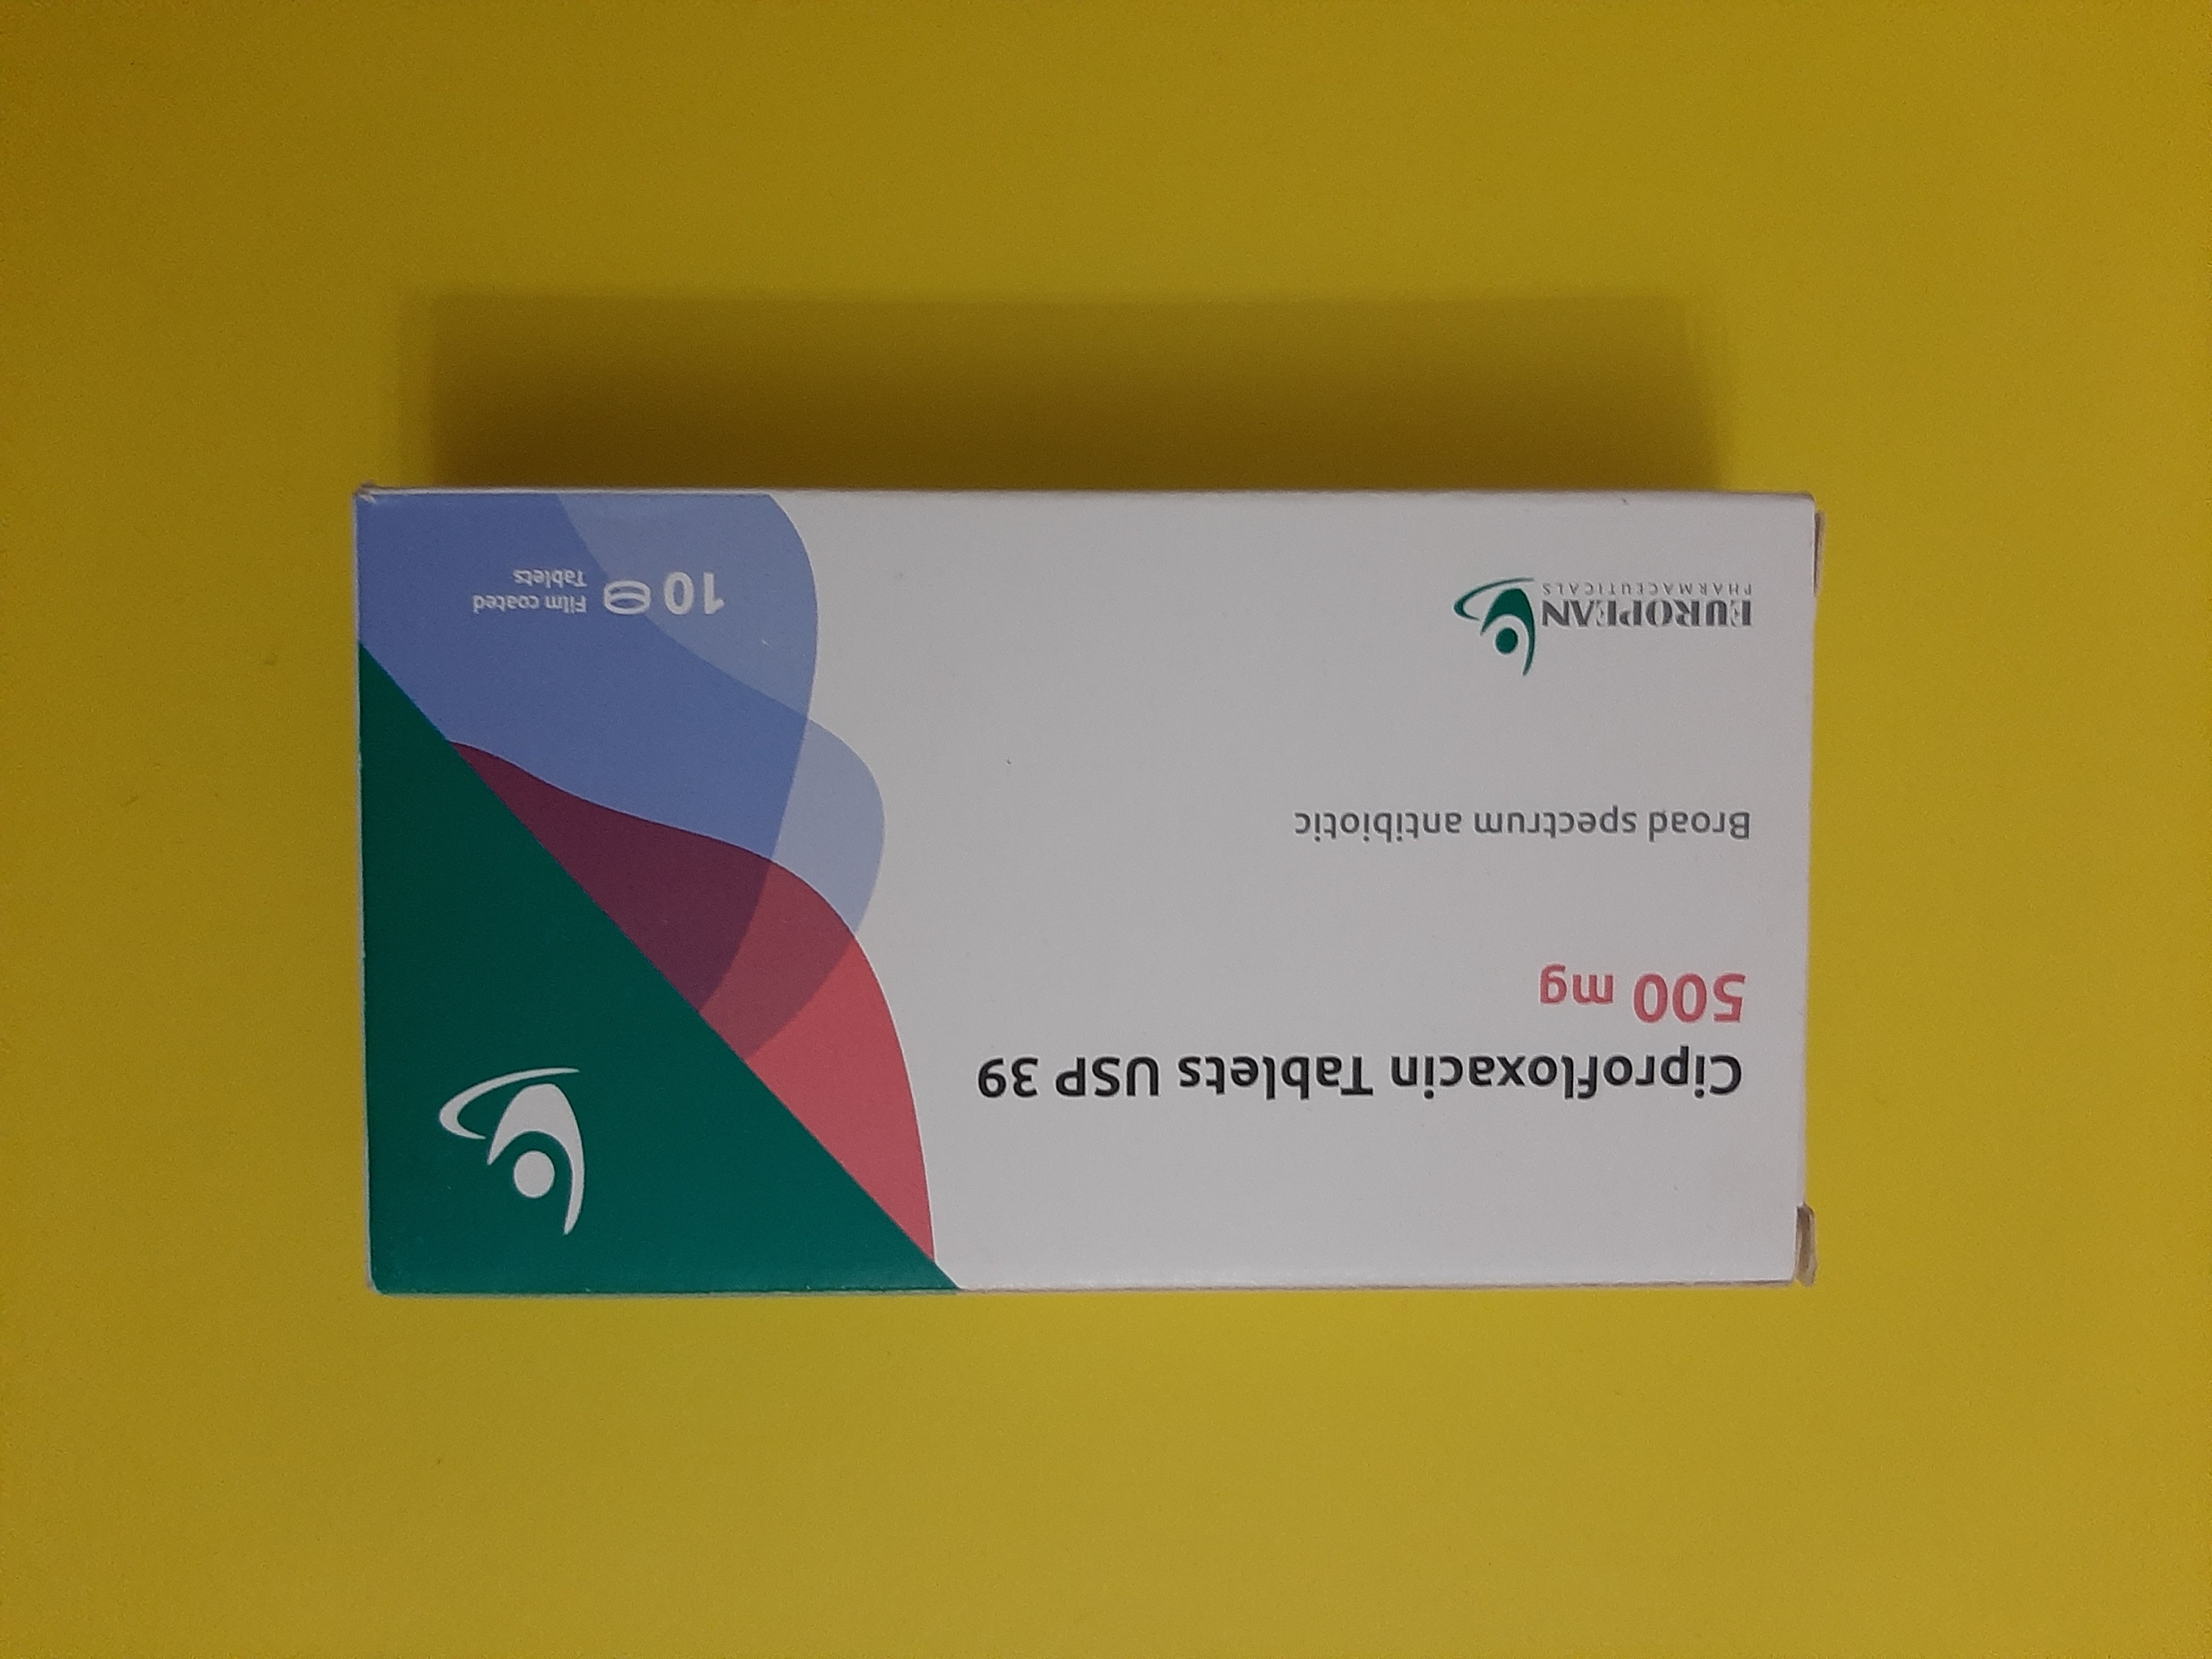 Ciprofloxacin Tablets USP 39
500 mg
Broad spectrum antibiotic
EUROPEAN
PHARMACEUTICALS
10
Film coated
Tablets